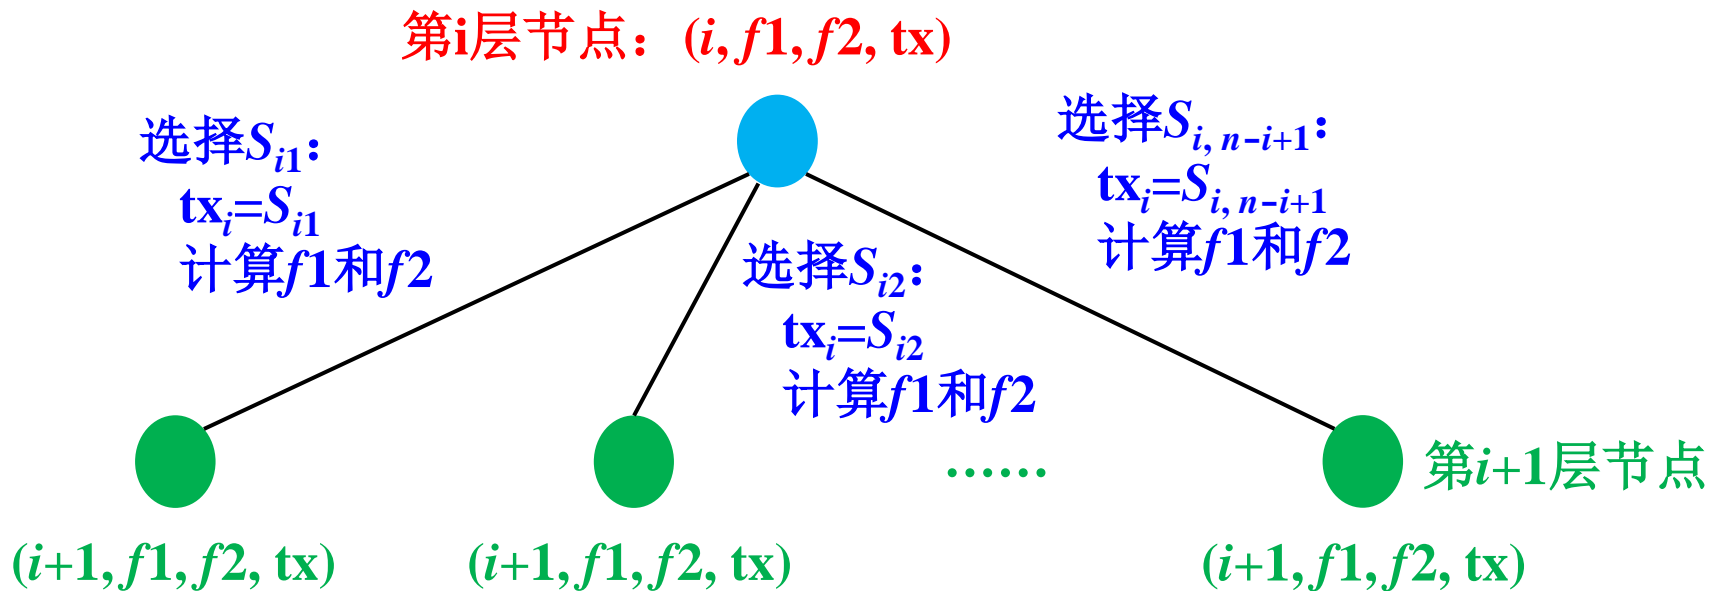 第i层节点：(i, f1, f2, tx)
选择Si1：
txi=Si1
计算f1和f2
选择Si2：
txi=Si2
计算f1和f2
选择Si, n-i+1：
txi=Si, n-i+1
计算f1和f2
……
第i+1层节点
(i+1, f1, f2, tx)
(i+1, f1, f2, tx)
(i+1, f1, f2, tx)